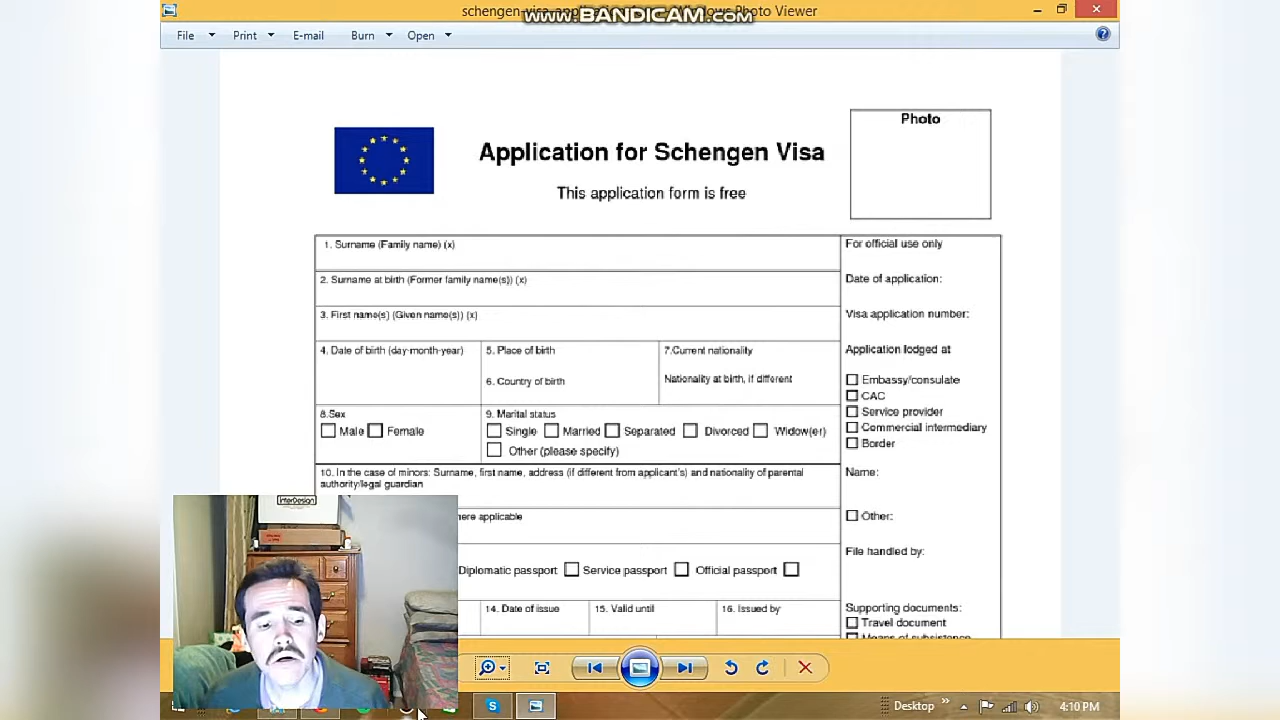 schengen-visa-
www.BANDICAM.com
Photo Viewer
File Print E-mail Burn Open
Photo
Application for Schengen Visa
This application form is free
1. Surname (Family name) (x)
2. Surname at birth (Former family name(s)) (x)
3. First name(s) (Given name(s)) (x)
4. Date of birth (day-month-year)
5. Place of birth
6. Country of birth
7.Current nationality
Nationality at birth, if different
8.Sex
Male Female
9. Marital status
Single Married Separated Divorced Widow(er)
Other (please specify)
10. In the case of minors: Surname, first name, address (if different from applicant's) and nationality of parental
authority/legal guardian
here applicable
Diplomatic passport Service passport Official passport
14. Date of issue
15. Valid until
16. Issued by
For official use only
Date of application:
Visa application number:
Application lodged at
Embassy/consulate
CAC
Service provider
Commercial intermediary
Border
Name:
Other:
File handled by:
Supporting documents:
Travel document
Means of subsistence
InterDesign
Desktop
4:10 PM